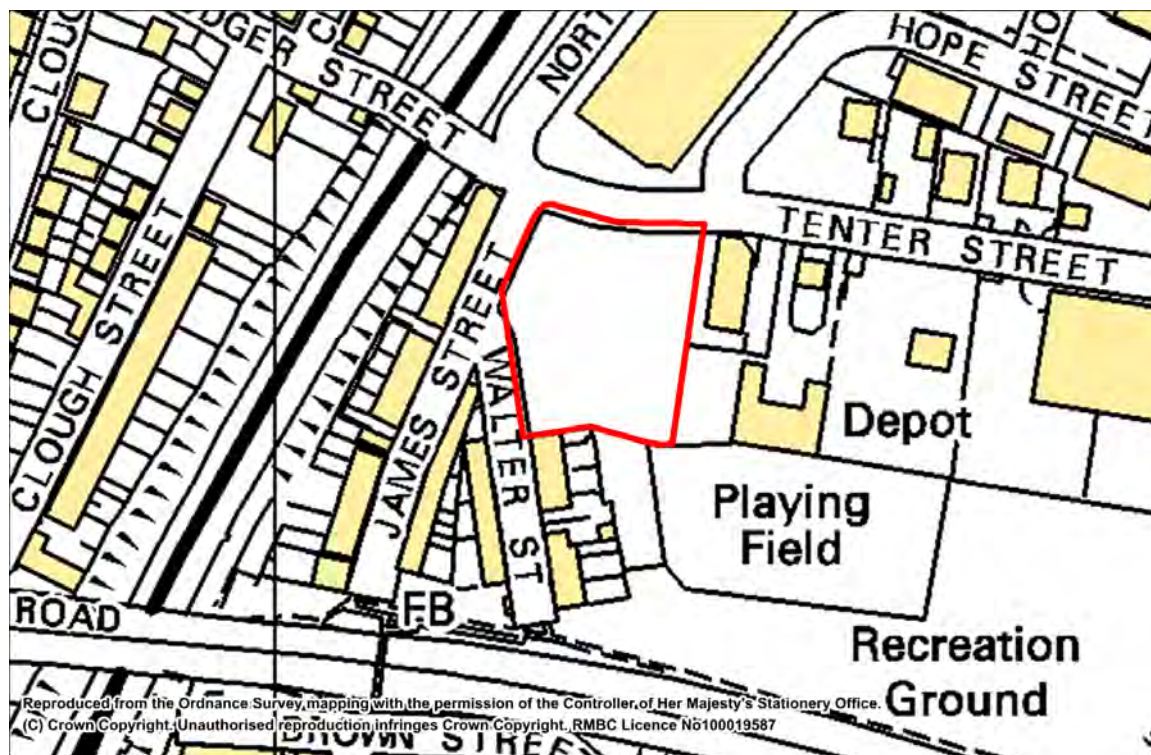 HOPE STREET
TENTER STREET
CLOUGH STREET
JAMES STREET
WALTER ST
Depot
Playing
Field
FB
ROAD
Recreation
Ground
Reproduced from the Ordnance Survey mapping with the permission of the Controller of Her Majesty's Stationery Office.
(C) Crown Copyright. Unauthorised reproduction infringes Crown Copyright. RMBC Licence No100019587
STREET